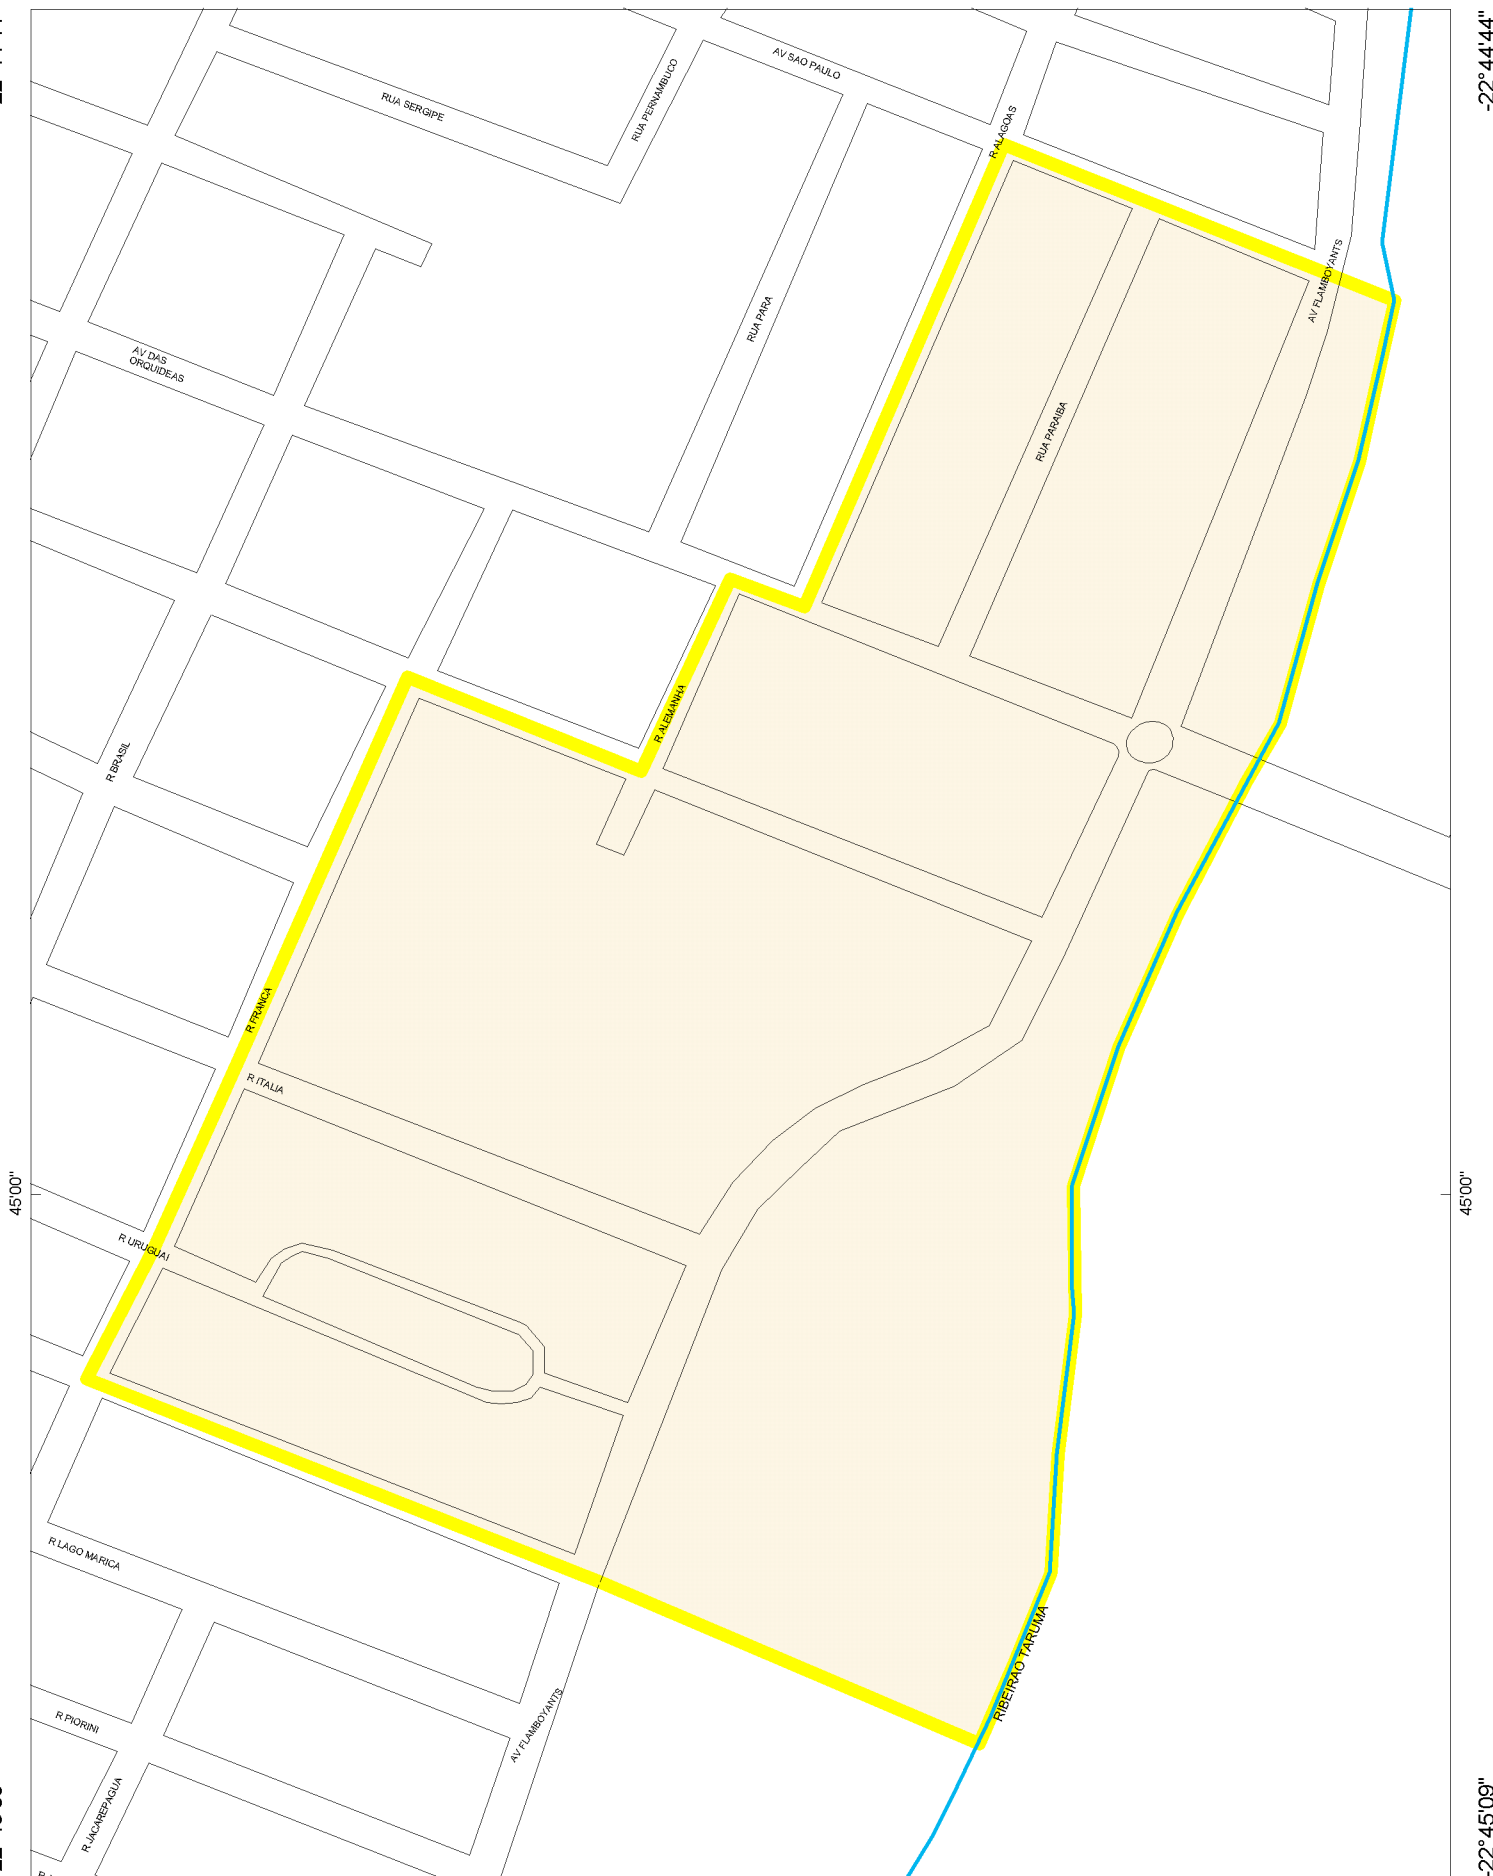 -22°44'44"
AV SAO PAULO
RUA SERGIPE
RUA PERNAMBUCO
R ALAGOAS
AV FLAMBOYANTS
RUA PARA
AV DAS
ORQUIDEAS
RUA PARAIBA
R ALEMANHA
R BRASIL
R FRANCA
R ITALIA
45'00"
45'00"
R URUGUAI
R LAGO MARICA
RIBEIRAO TARUMA
AV FLAMBOYANTS
R PIORINI
R JACAREPAGUA
-22°45'09"